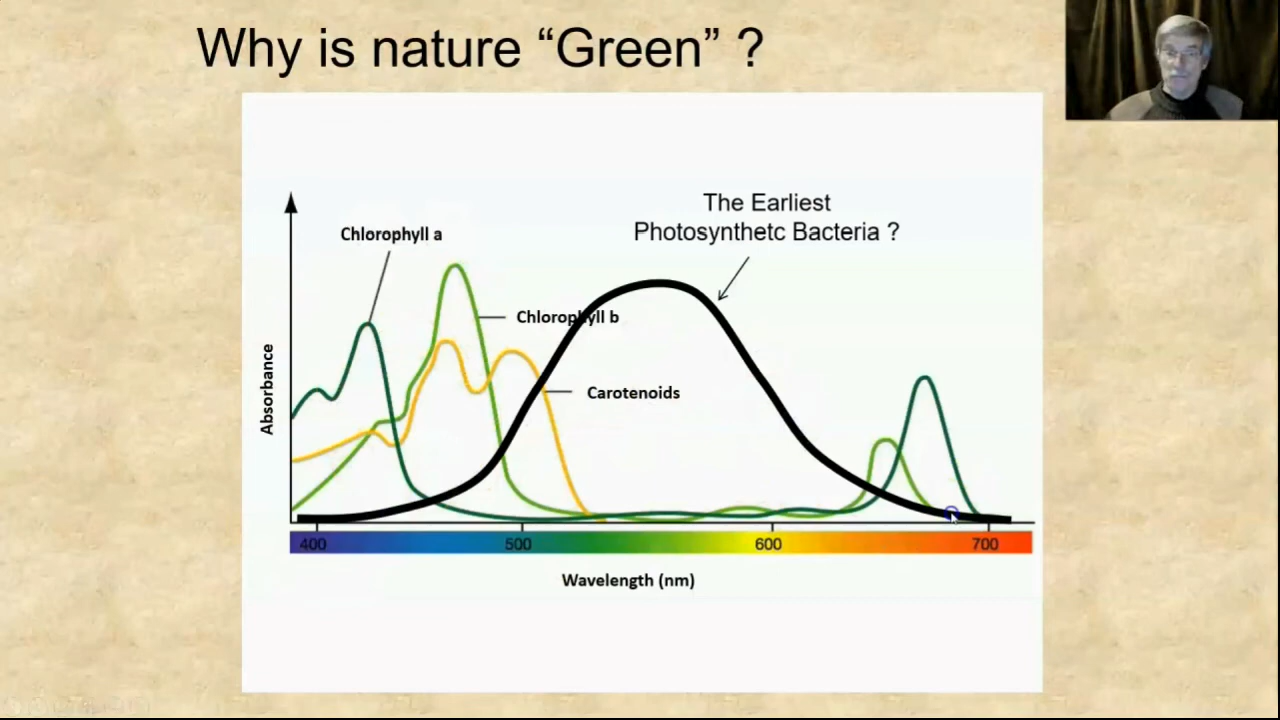 Why is nature “Green” ?
The Earliest
Photosynthetc Bacteria ?
Chlorophyll a
Chlorophyll b
Carotenoids
Absorbance
400 500 600 700
Wavelength (nm)